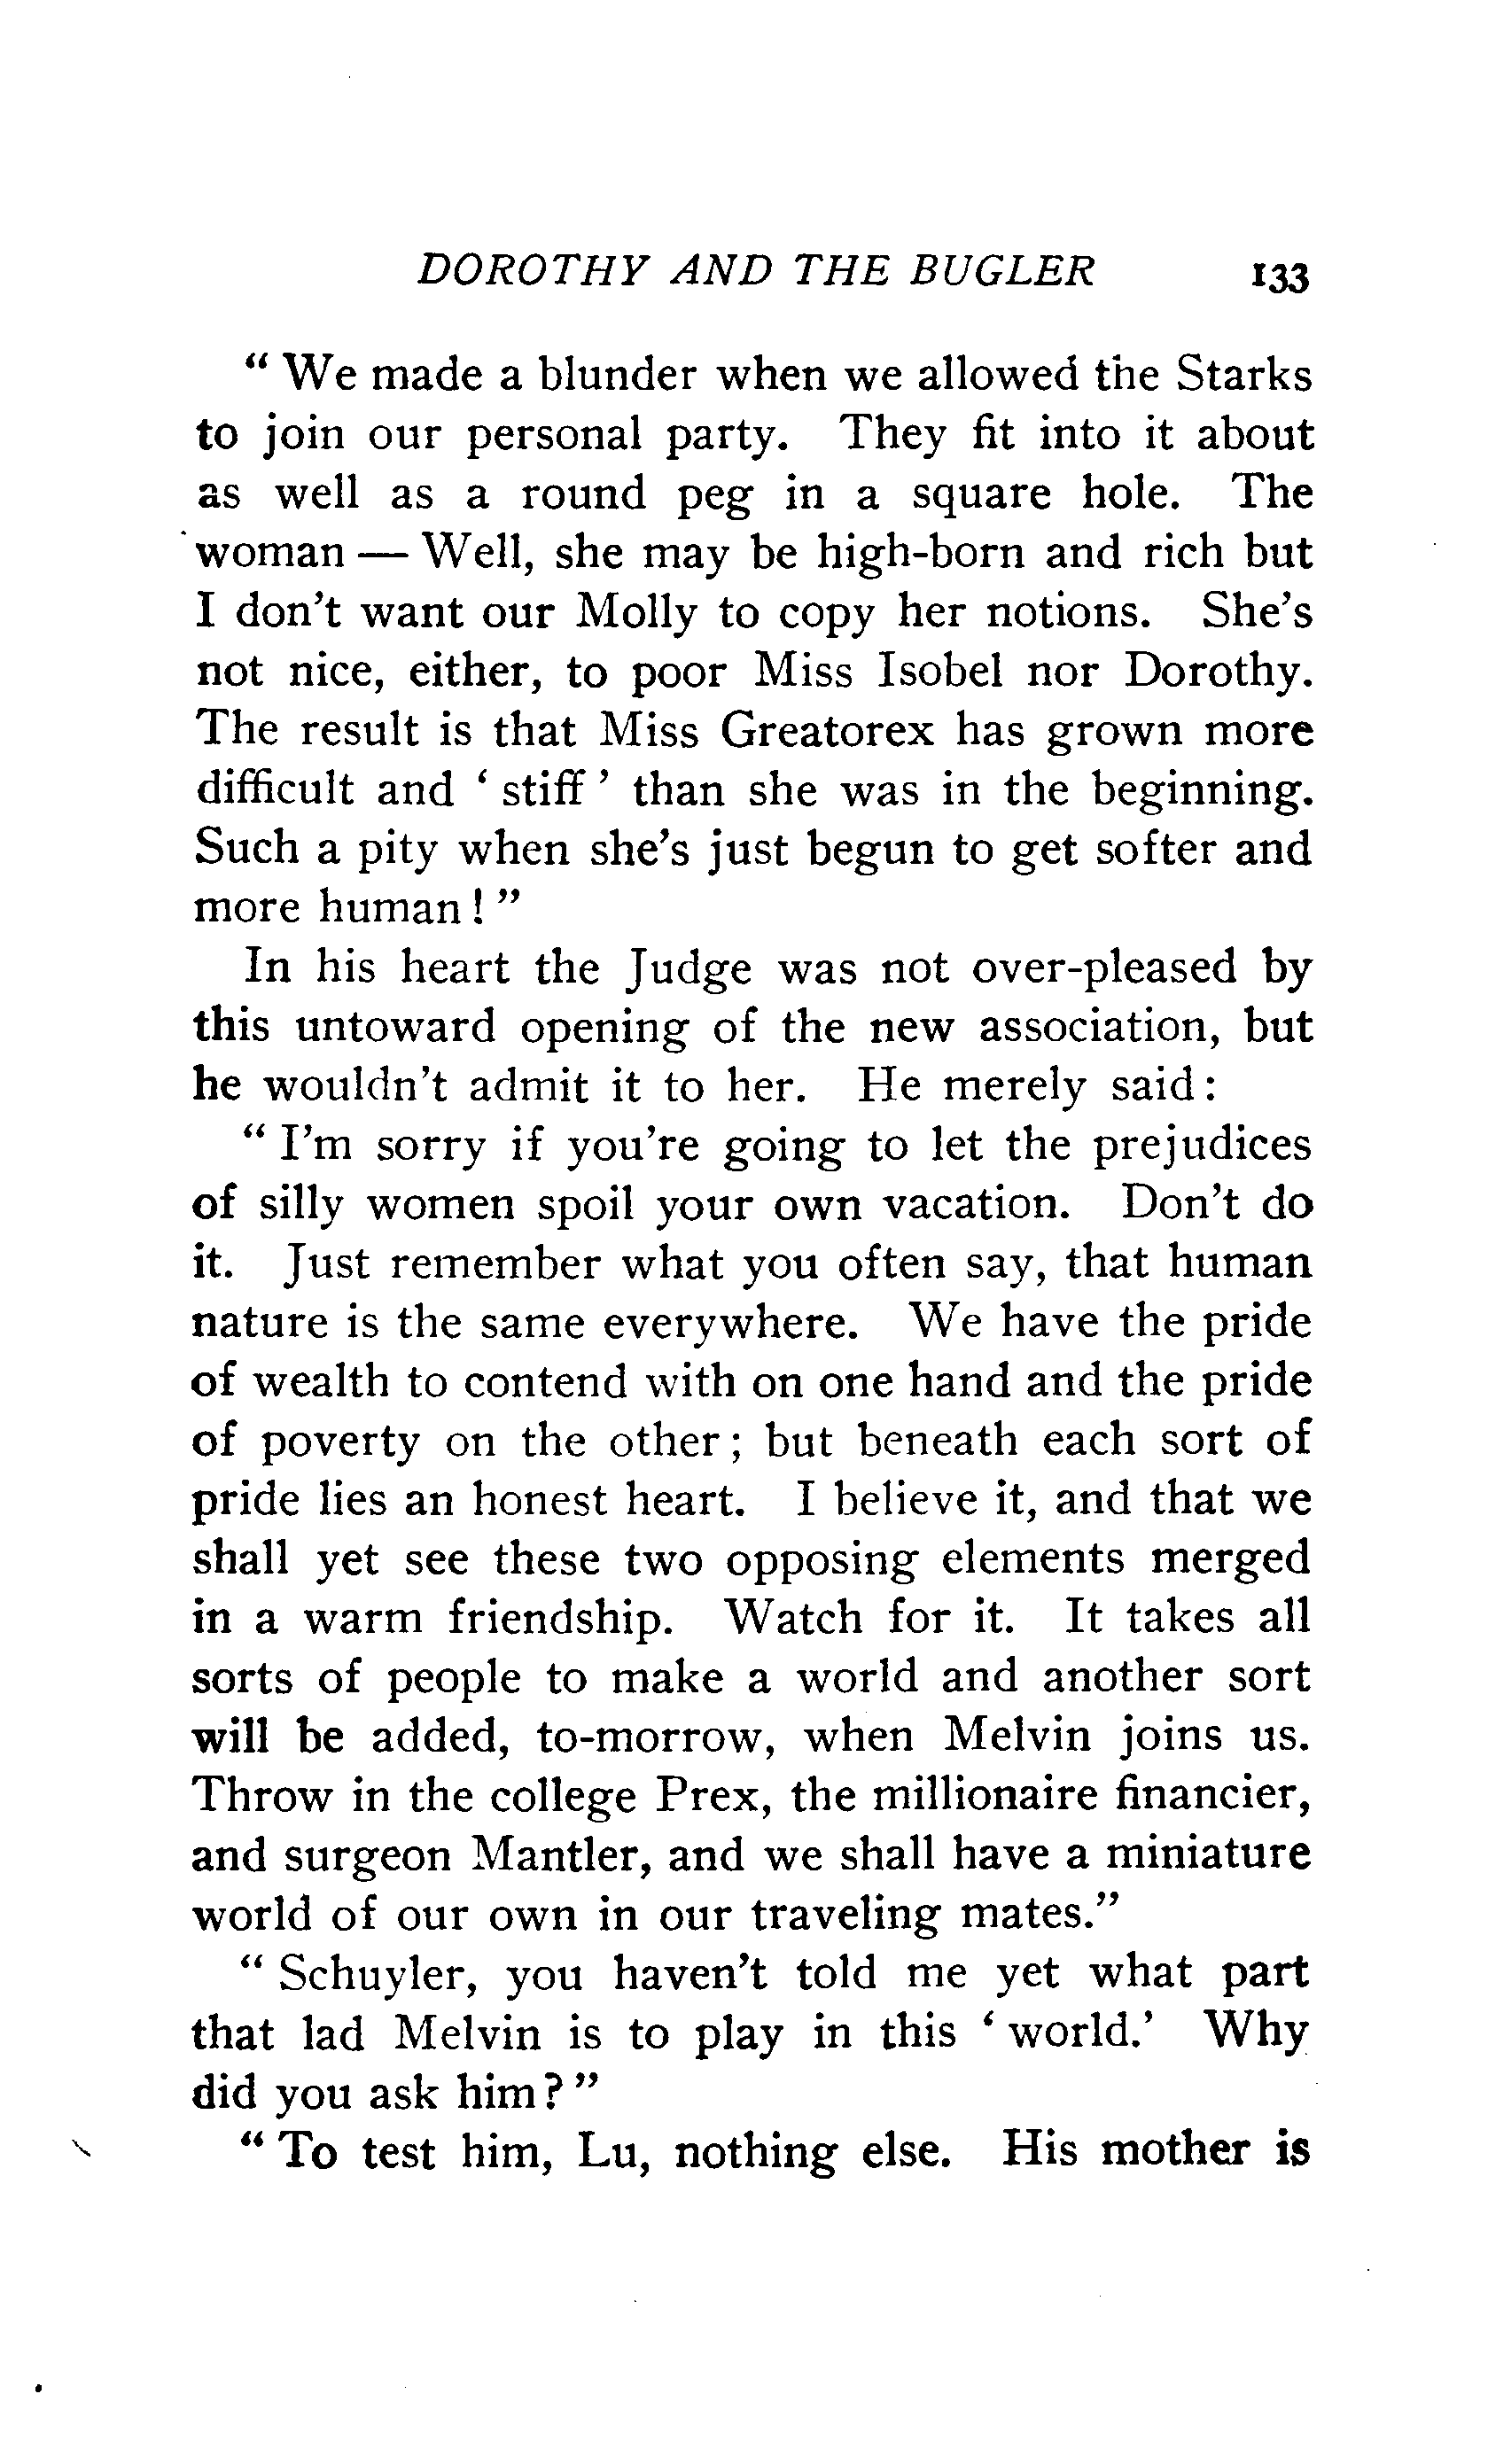 DOROTHY AND THE BUGLER 133
" We made a blunder when we allowed the Starks
to join our personal party. They fit into it about
as well as a round peg in a square hole. The
woman — Well, she may be high-born and rich but
I don't want our Molly to copy her notions. She's
not nice, either, to poor Miss Isobel nor Dorothy.
The result is that Miss Greatorex has grown more
difficult and ' stiff ' than she was in the beginning.
Such a pity when she's just begun to get softer and
more human ! "
In his heart the Judge was not over-pleased by
this untoward opening of the new association, but
he wouldn't admit it to her. He merely said :
" I'm sorry if you're going to let the prejudices
of silly women spoil your own vacation. Don't do
it. Just remember what you often say, that human
nature is the same everywhere. We have the pride
of wealth to contend with on one hand and the pride
of poverty on the other ; but beneath each sort of
pride lies an honest heart. I believe it, and that we
shall yet see these two opposing elements merged
in a warm friendship. Watch for it. It takes all
sorts of people to make a world and another sort
will be added, to-morrow, when Melvin joins us.
Throw in the college Prex, the millionaire financier,
and surgeon Mantler, and we shall have a miniature
world of our own in our traveling mates."
" Schuyler, you haven't told me yet what part
that lad Melvin is to play in this ' world.' Why
did you ask him ? "
" To test him, Lu, nothing else. His mother is